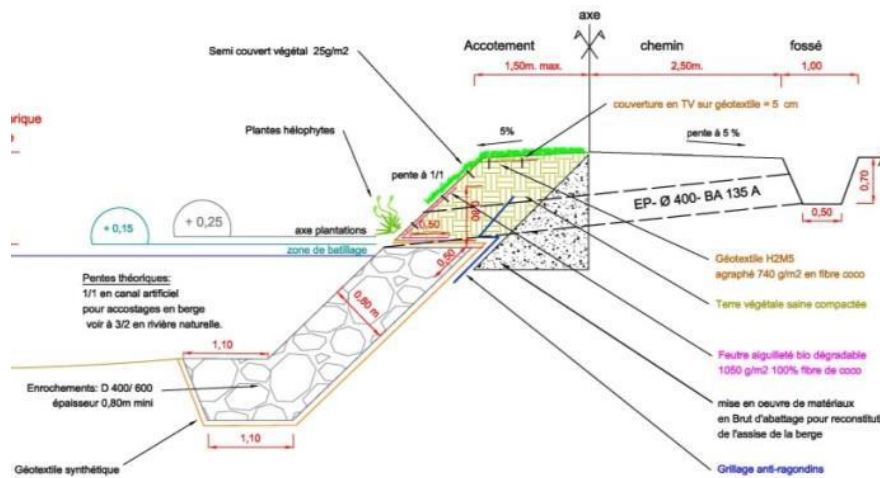 axe
Semi couvert végétal 25g/m2
Accotement
chemin
fossé
1,50m. max.
2,50m.
1,00
couverture en TV sur géotextile = 5 cm
rique
Plantes hélophytes
5%
pente à 5 %
pente à 1/1
0,70
EP- Ø 400- BA 135 A
+ 0,15
+ 0,25
axe plantations
0,50
0,50
zone de batillage
0,50
Géotextile H2M5
agraphé 740 g/m2 en fibre coco
Pentes théoriques:
1/1 en canal artificiel
pour accostages en berge
voir à 3/2 en rivière naturelle.
0,80 m
Terre végétale saine compactée
1,10
Feutre aiguilleté bio dégradable
1050 g/m2 100% fibre de coco
Enrochements: D 400/ 600
épaisseur 0,80m mini
mise en oeuvre de matériaux
en Brut d'abattage pour reconstitut
de l'assise de la berge
1,10
Géotextile synthétique
Grillage anti-ragondins